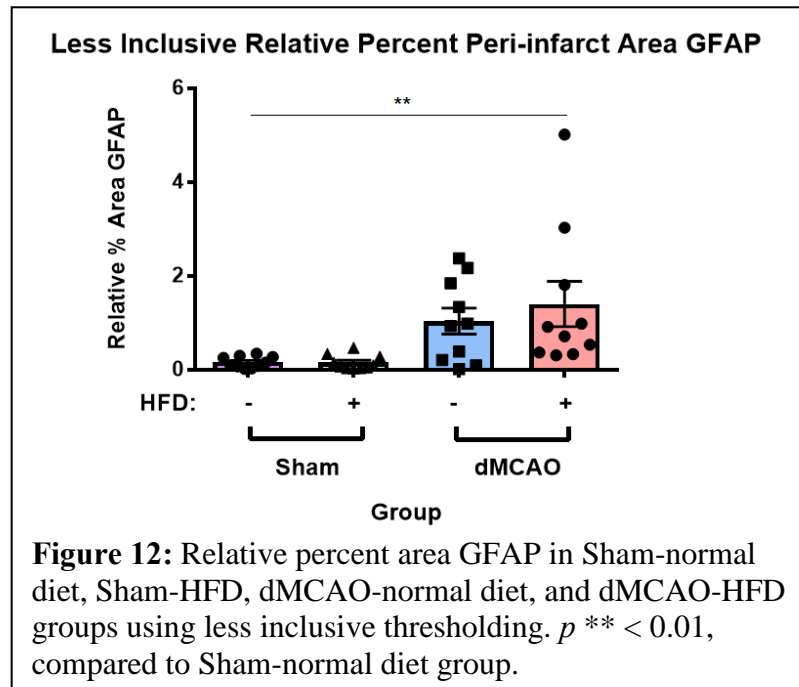 Less Inclusive Relative Percent Peri-infarct Area GFAP
**
6
4
2
0
Relative % Area GFAP
HFD: - + - +
Sham dMCAO
Group
Figure 12: Relative percent area GFAP in Sham-normal
diet, Sham-HFD, dMCAO-normal diet, and dMCAO-HFD
groups using less inclusive thresholding. p ** < 0.01,
compared to Sham-normal diet group.